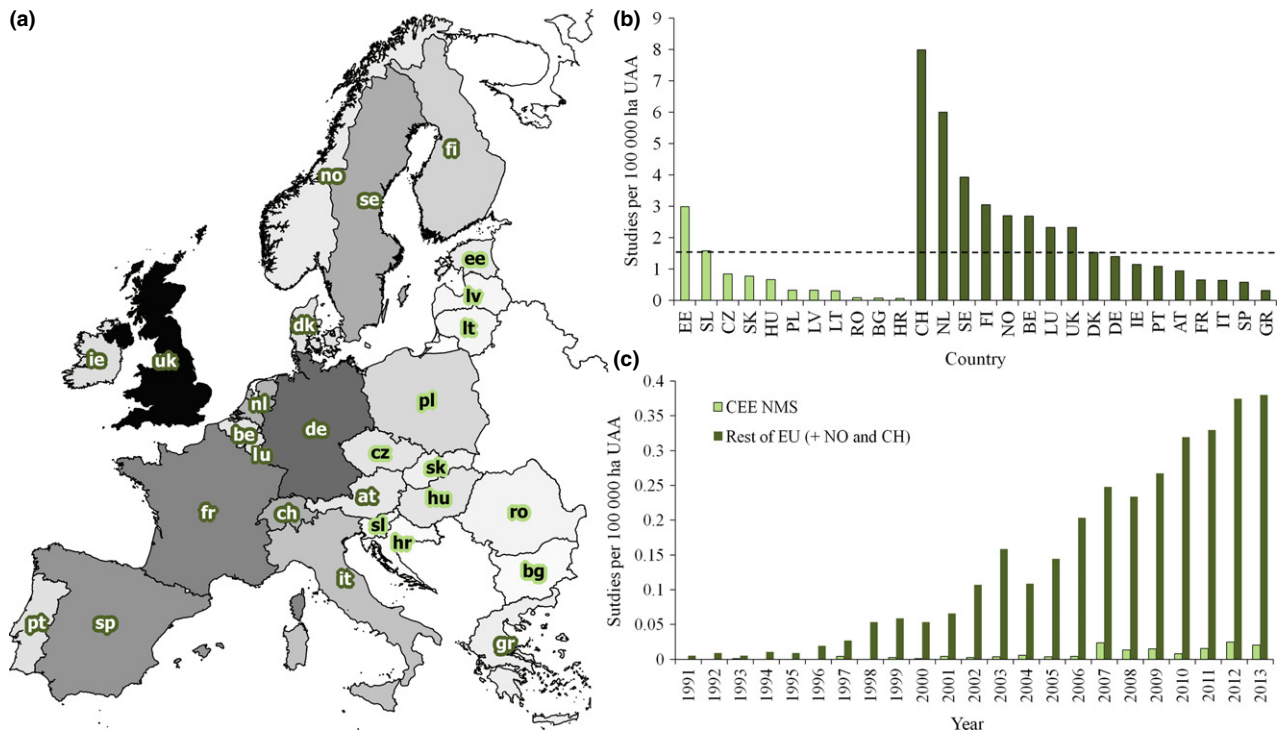 (a)
no
se
fi
ee
lv
lt
dk
ie
uk
nl
be
lu
de
pl
cz
sk
at
hu
ch
sl
hr
ro
bg
fr
it
pt
sp
gr
(b)
Studies per 100 000 ha UAA
9
8
7
6
5
4
3
2
1
0
EE SL CZ SK HU PL LV LT RO BG HR CH NL SE FI NO BE LU UK DK DE IE PT AT FR IT SP GR
Country
(c)
Sutdies per 100 000 ha UAA
0.4
0.35
0.3
0.25
0.2
0.15
0.1
0.05
0
CEE NMS
Rest of EU (+ NO and CH)
1991 1992 1993 1994 1995 1996 1997 1998 1999 2000 2001 2002 2003 2004 2005 2006 2007 2008 2009 2010 2011 2012 2013
Year